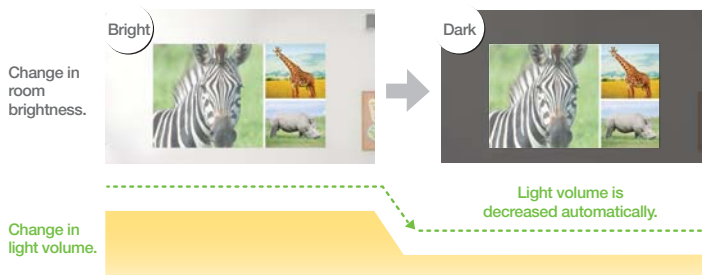 Bright
Dark
Change in
room
brightness.
Light volume is
decreased automatically.
Change in
light volume.